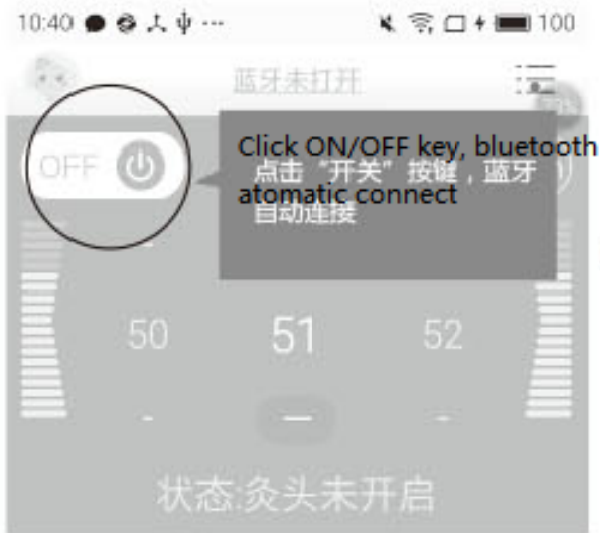 10:40 ... 100
蓝牙未打开
70%
OFF
Click ON/OFF key, bluetooth
点击“开关”按键，蓝牙
atomatic connect
自动连接
50 51 52
- — -
状态:灸头未开启